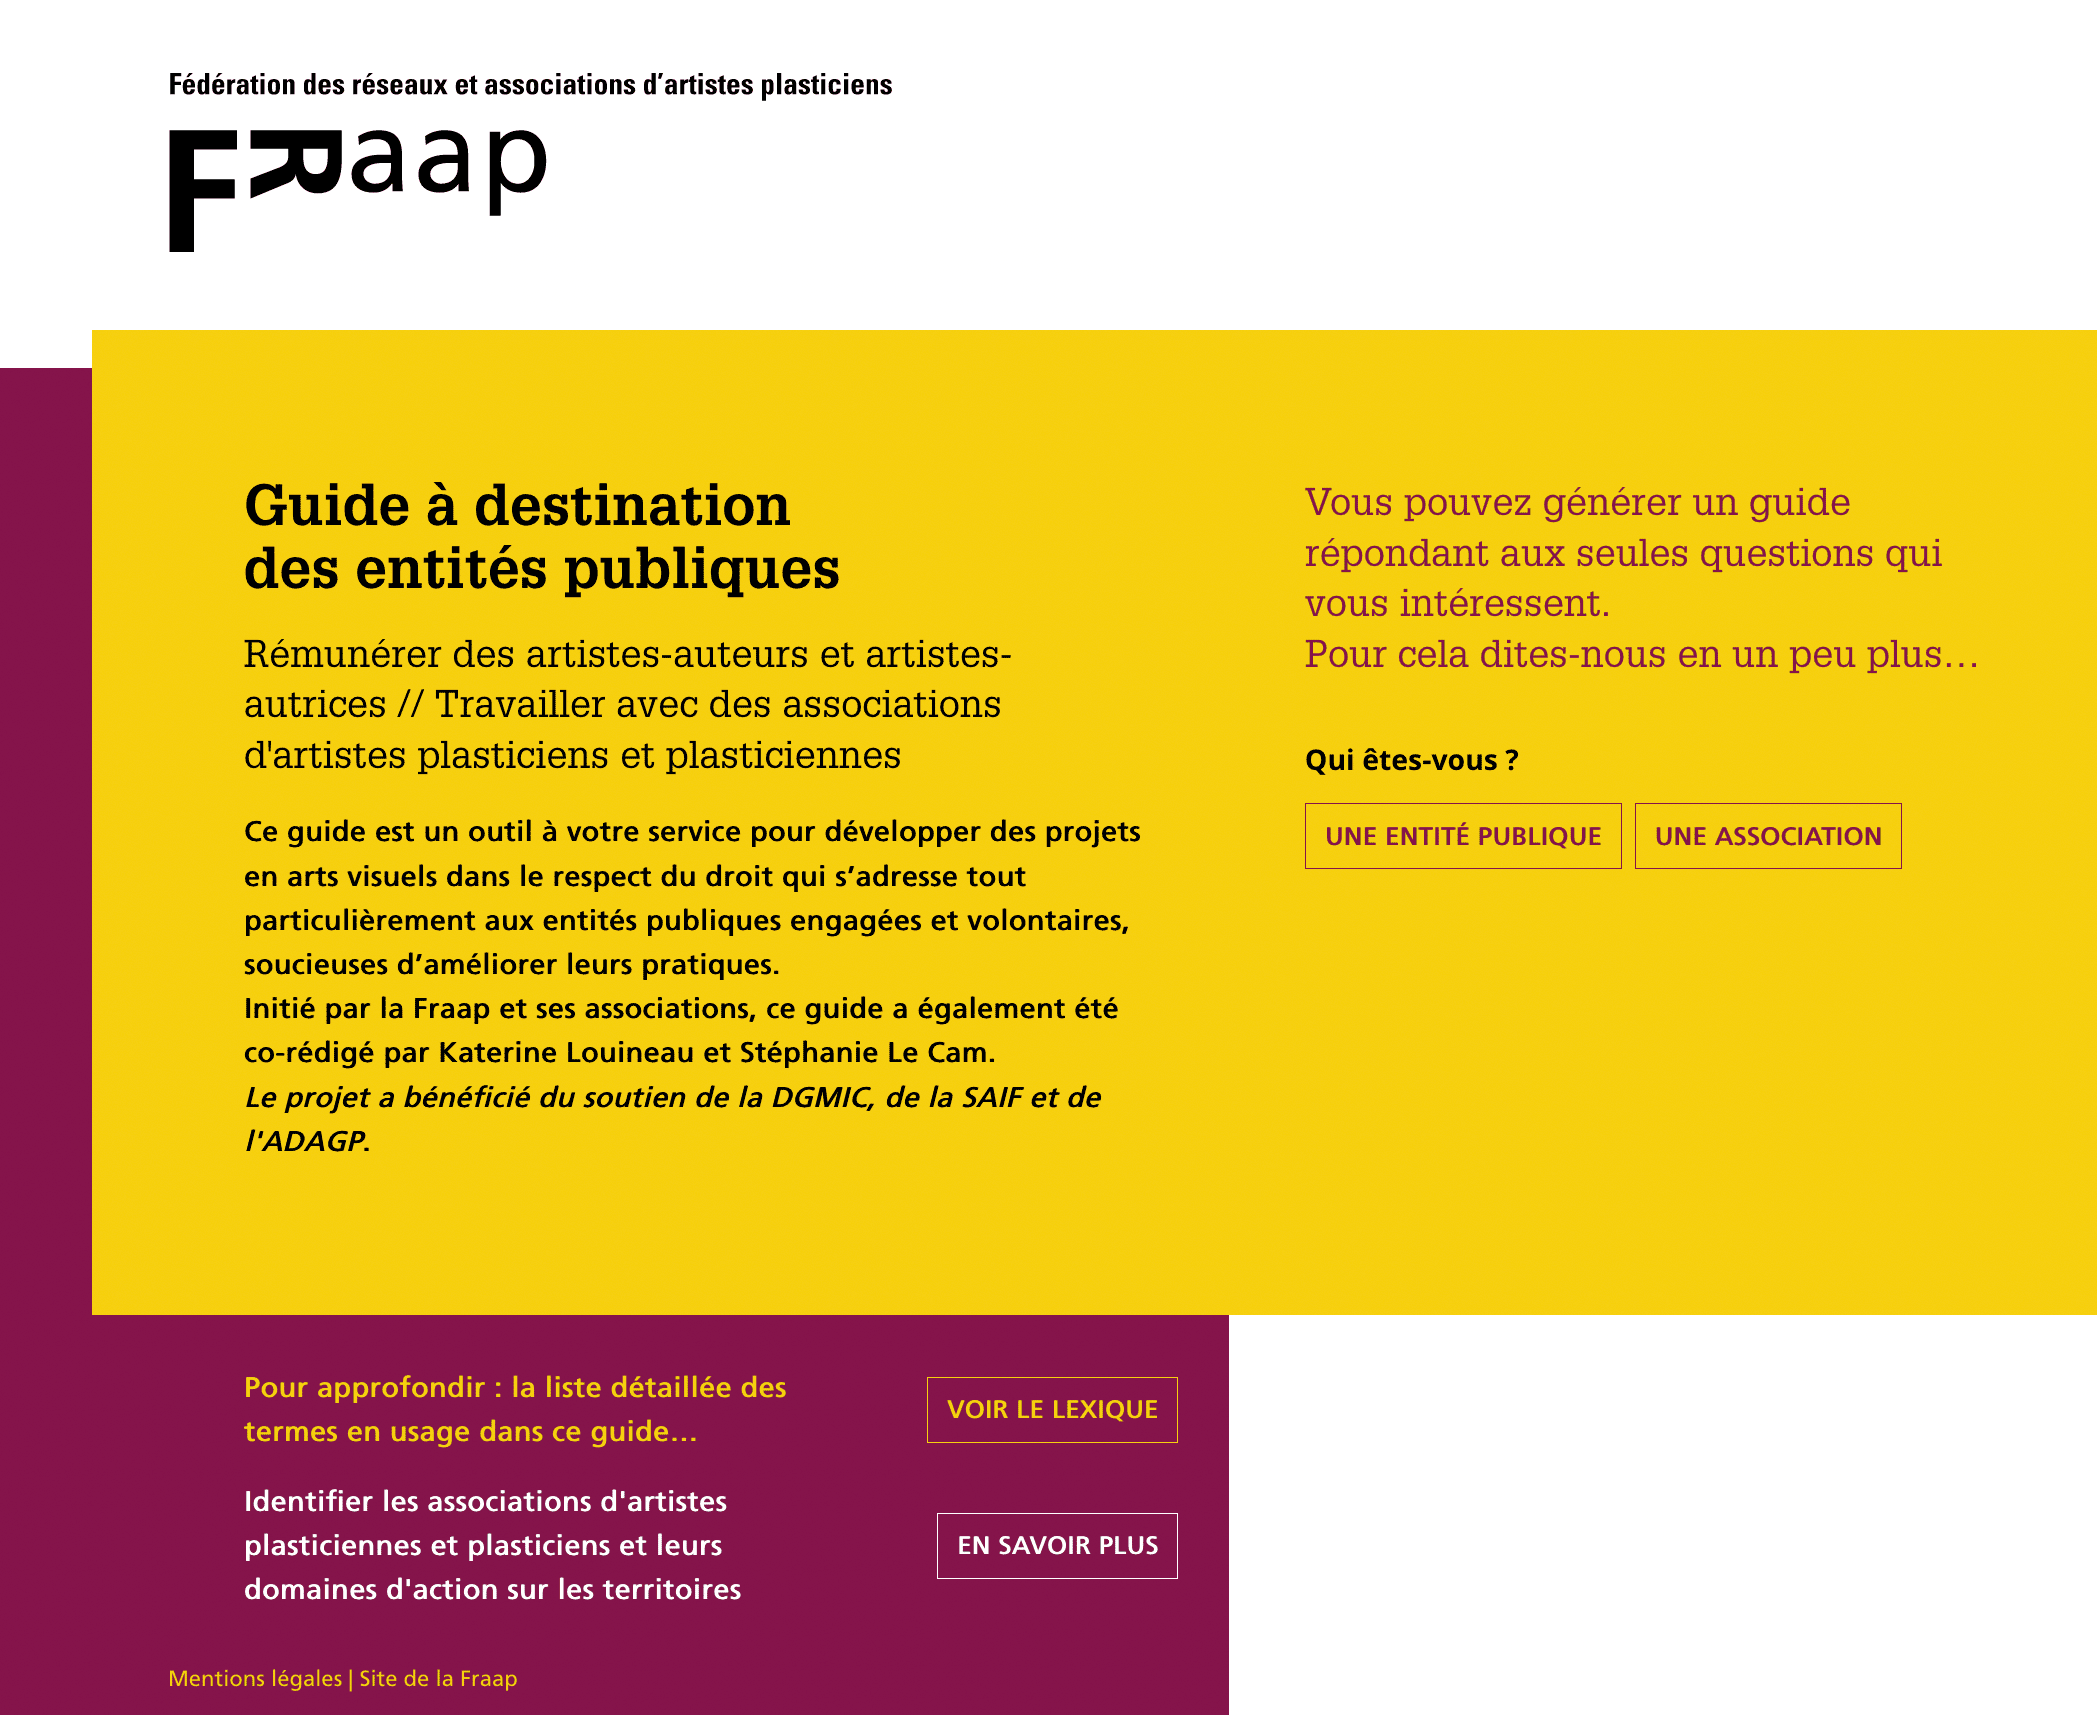 Fédération des réseaux et associations d’artistes plasticiens
FRaap
Guide à destination
des entités publiques
Rémunérer des artistes-auteurs et artistes-
autrices // Travailler avec des associations
d'artistes plasticiens et plasticiennes
Ce guide est un outil à votre service pour développer des projets
en arts visuels dans le respect du droit qui s’adresse tout
particulièrement aux entités publiques engagées et volontaires,
soucieuses d’améliorer leurs pratiques.
Initié par la Fraap et ses associations, ce guide a également été
co-rédigé par Katerine Louineau et Stéphanie Le Cam.
Le projet a bénéficié du soutien de la DGMIC, de la SAIF et de
l'ADAGP.
Vous pouvez générer un guide
répondant aux seules questions qui
vous intéressent.
Pour cela dites-nous en un peu plus…
Qui êtes-vous ?
UNE ENTITÉ PUBLIQUE
UNE ASSOCIATION
Pour approfondir : la liste détaillée des
termes en usage dans ce guide…
VOIR LE LEXIQUE
Identifier les associations d'artistes
plasticiennes et plasticiens et leurs
domaines d'action sur les territoires
EN SAVOIR PLUS
Mentions légales | Site de la Fraap